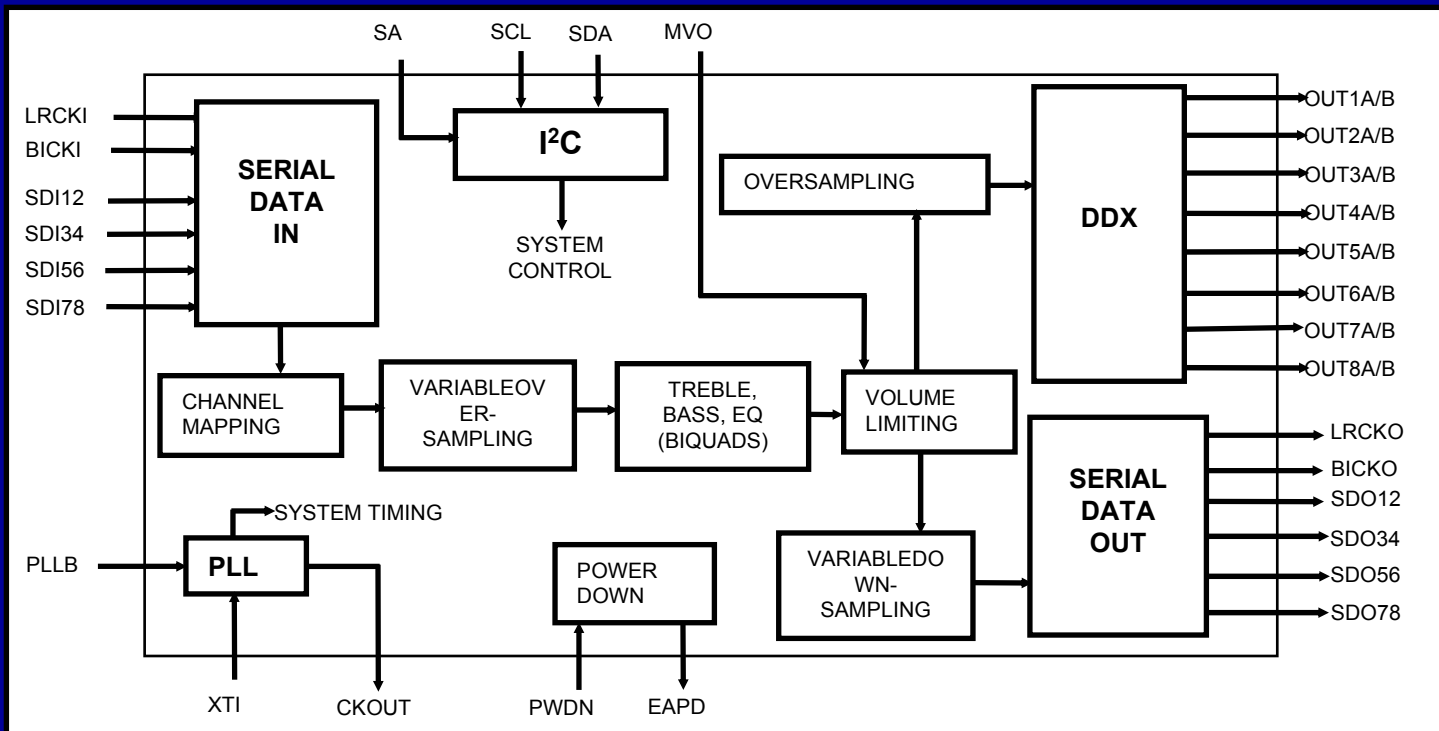 SA
SCL
SDA
MVO
LRCKI
BICKI
SDI12
SDI34
SDI56
SDI78
SERIAL
DATA
IN
I²C
SYSTEM
CONTROL
OVERSAMPLING
DDX
OUT1A/B
OUT2A/B
OUT3A/B
OUT4A/B
OUT5A/B
OUT6A/B
OUT7A/B
OUT8A/B
CHANNEL
MAPPING
VARIABLEOV
ER-
SAMPLING
TREBLE,
BASS, EQ
(BIQUADS)
VOLUME
LIMITING
SERIAL
DATA
OUT
LRCKO
BICKO
SDO12
SDO34
SDO56
SDO78
SYSTEM TIMING
PLLB
PLL
POWER
DOWN
VARIABLEDO
WN-
SAMPLING
XTI
CKOUT
PWDN
EAPD